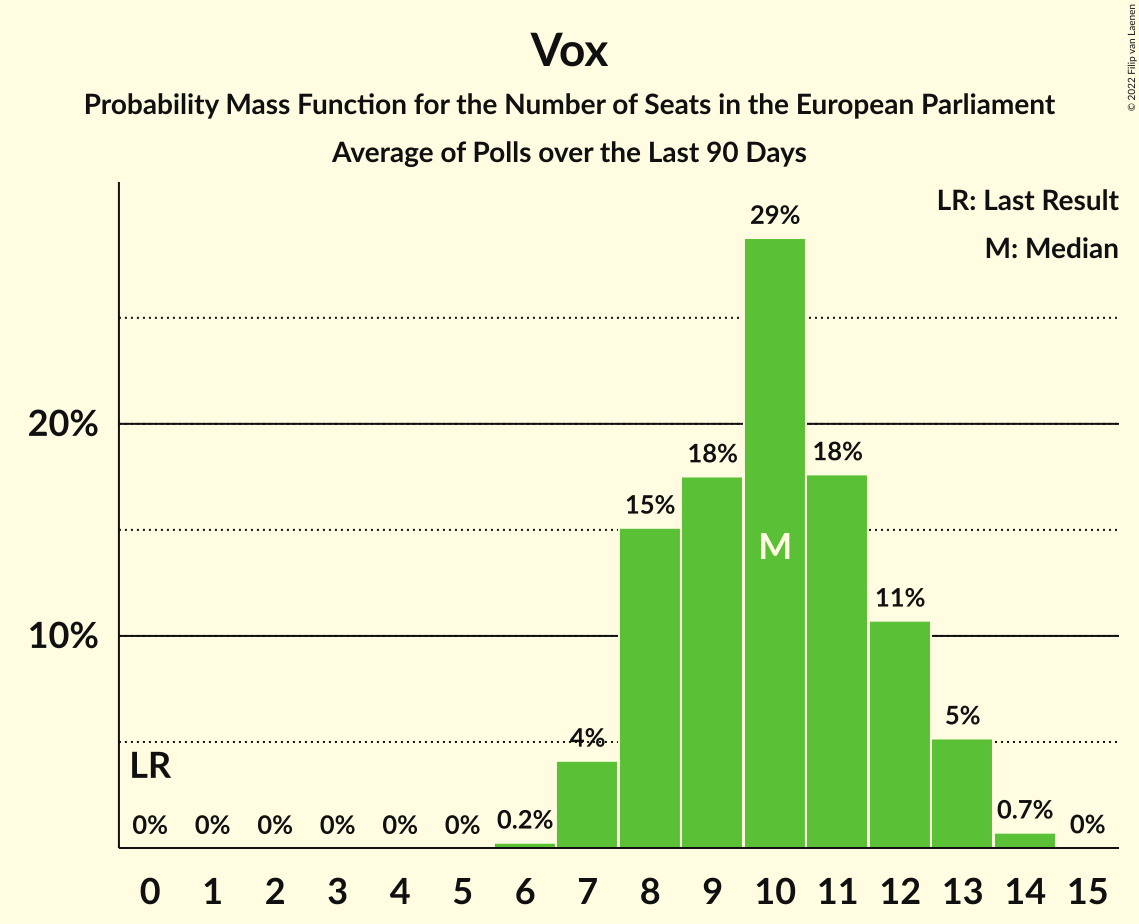 Vox
Probability Mass Function for the Number of Seats in the European Parliament
Average of Polls over the Last 90 Days
© 2022 Filip van Laenen
LR: Last Result
M: Median
29%
20%
18%
18%
15%
M
11%
10%
5%
4%
LR
0%
0%
0%
0%
0%
0%
0.2%
0.7%
0%
0 1 2 3 4 5 6 7 8 9 10 11 12 13 14 15